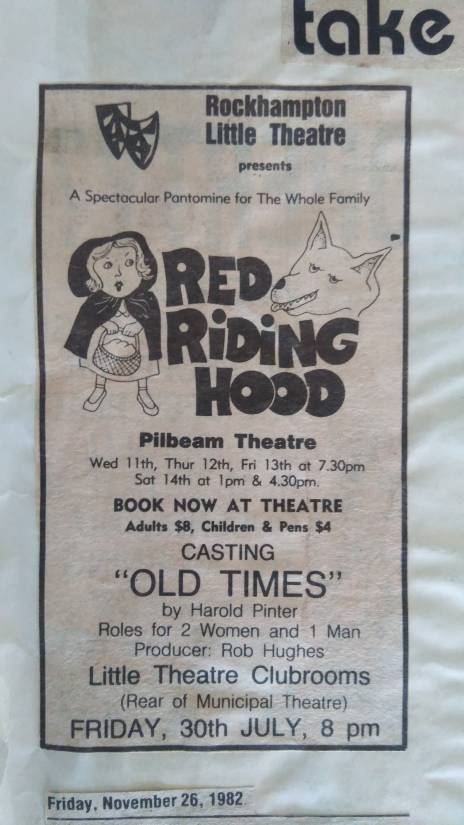 take
Rockhampton
Little Theatre
presents
A Spectacular Pantomine for The Whole Family
RED
RiDiNG
HOOD
Pilbeam Theatre
Wed 11th, Thur 12th, Fri 13th at 7.30pm
Sat 14th at 1pm & 4.30pm.
BOOK NOW AT THEATRE
Adults $8, Children & Pens $4
CASTING
“OLD TIMES”
by Harold Pinter
Roles for 2 Women and 1 Man
Producer: Rob Hughes
Little Theatre Clubrooms
(Rear of Municipal Theatre)
FRIDAY, 30th JULY, 8 pm
Friday, November 26, 1982